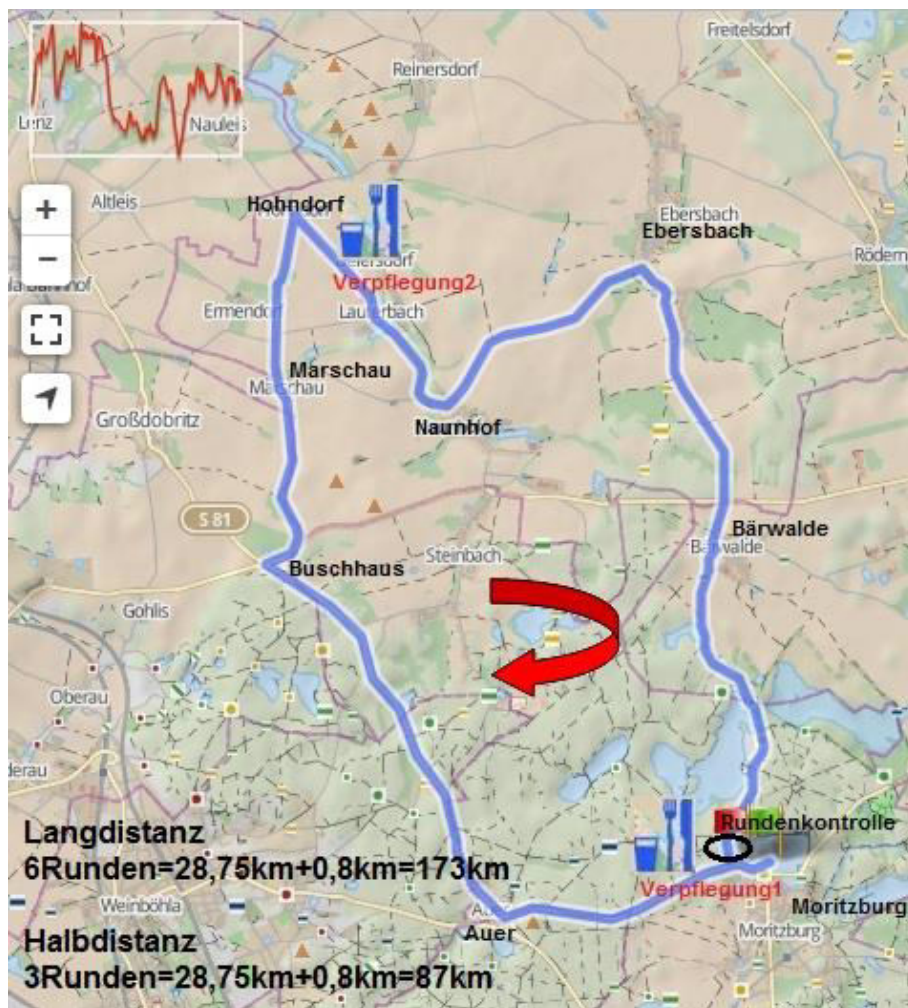 Freitelsdorf
Reinersdorf
Lenz
Nauleis
Altleis
Hohndorf
Ebersbach
Ebersbach
Verpflegung2
Ermendorf
Lauterbach
Marschau
Marschau
Großdobritz
Naunhof
S 81
Bärwalde
Steinbach
Bärwalde
Buschhaus
Gohlis
Oberau
Rundenkontrolle
Langdistanz
6Runden=28,75km+0,8km=173km
Verpflegung1
Weinböhla
Moritzburg
Auer
Moritzburg
Halbdistanz
3Runden=28,75km+0,8km=87km